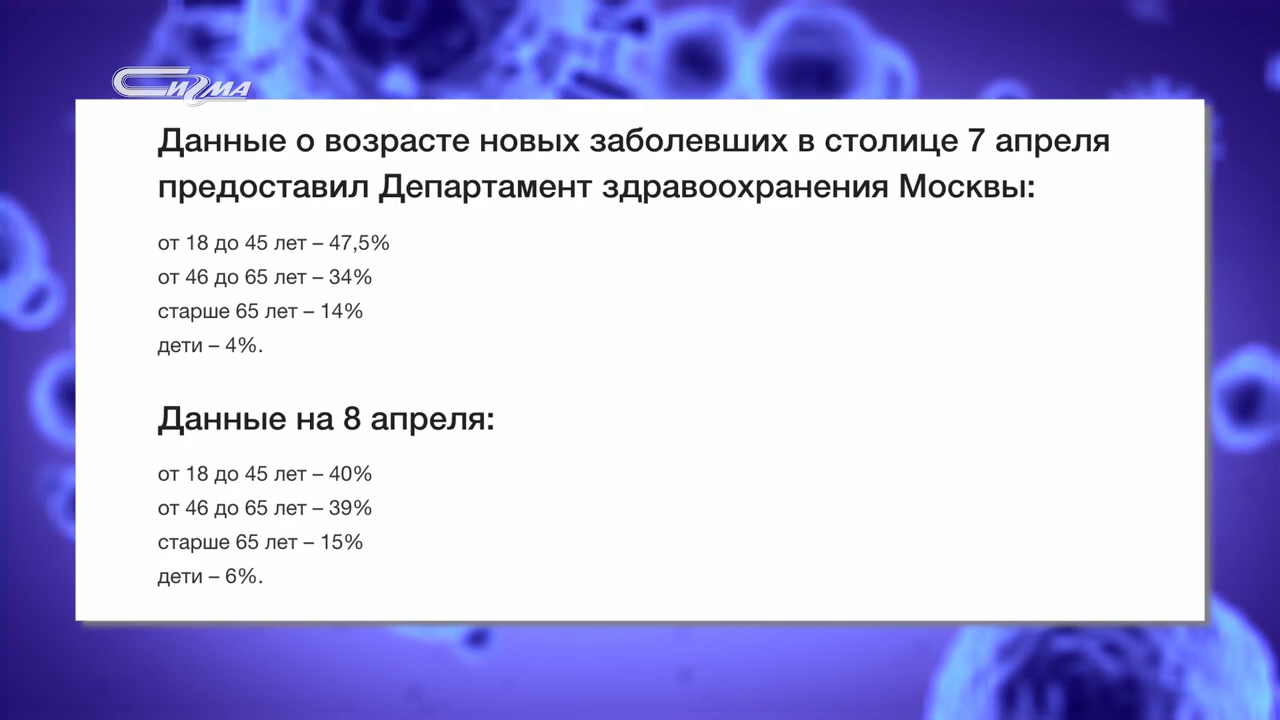 Сигма
Данные о возрасте новых заболевших в столице 7 апреля
предоставил Департамент здравоохранения Москвы:
от 18 до 45 лет – 47,5%
от 46 до 65 лет – 34%
старше 65 лет – 14%
дети – 4%.
Данные на 8 апреля:
от 18 до 45 лет – 40%
от 46 до 65 лет – 39%
старше 65 лет – 15%
дети – 6%.